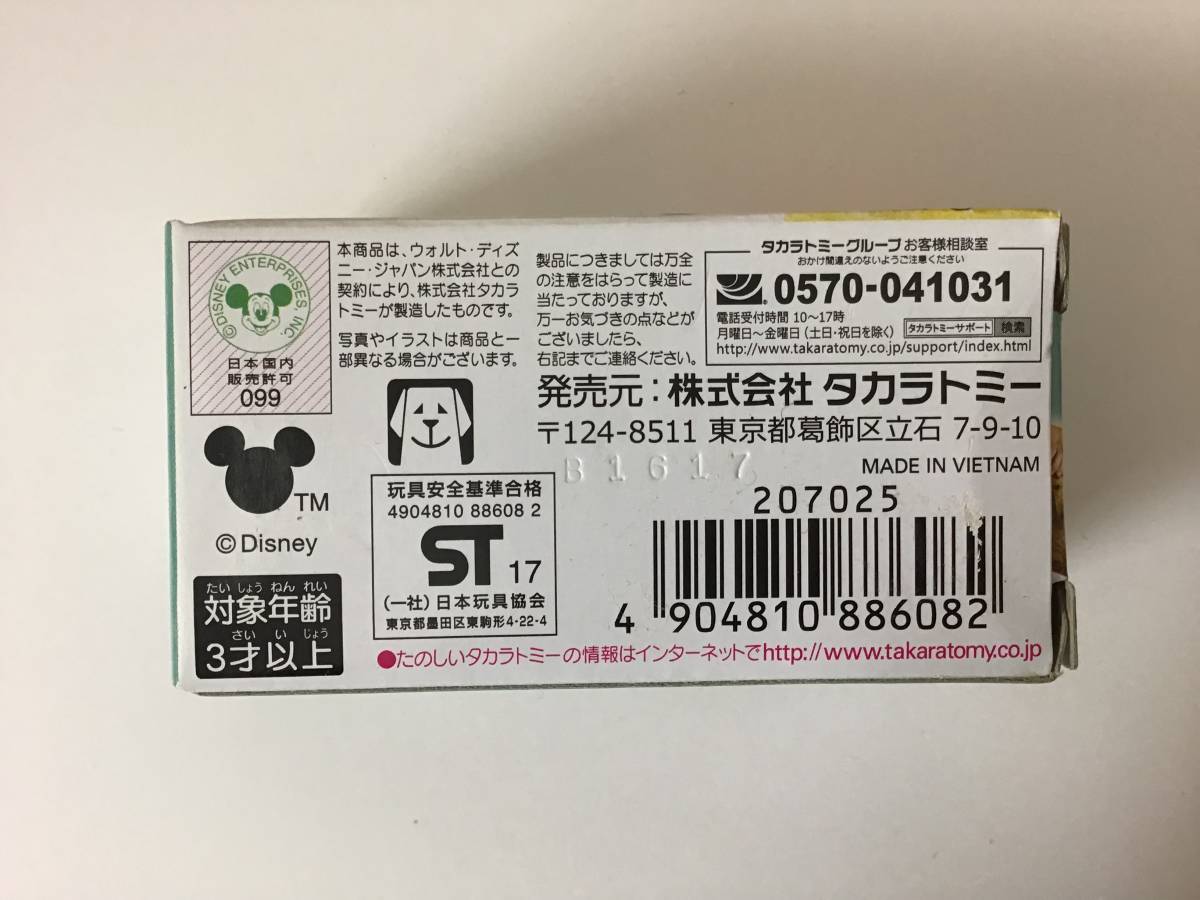 © DISNEY ENTERPRISES, INC.
日本国内
販売許可
099
本商品は、ウォルト・ディズ
ニー・ジャパン株式会社との
契約により、株式会社タカラ
トミーが製造したものです。
写真やイラストは商品と一
部異なる場合がございます。
製品につきましては万全
の注意をはらって製造に
当たっておりますが、
万一お気づきの点などが
ございましたら、
右記までご連絡ください。
タカラトミーグループ お客様相談室
おかけ間違えのないようご注意ください
0570-041031
電話受付時間 10〜17時
月曜日〜金曜日(土日・祝日を除く) タカラトミーサポート 検索
http://www.takaratomy.co.jp/support/index.html
発売元:株式会社 タカラトミー
〒124-8511 東京都葛飾区立石 7-9-10
B1617
MADE IN VIETNAM
TM
© Disney
たいしょうねんれい
対象年齢
さいいじょう
3才以上
玩具安全基準合格
4904810 88608 2
ST 17
(一社)日本玩具協会
東京都墨田区東駒形4-22-4
207025
4 904810 886082
●たのしいタカラトミーの情報はインターネットでhttp://www.takaratomy.co.jp